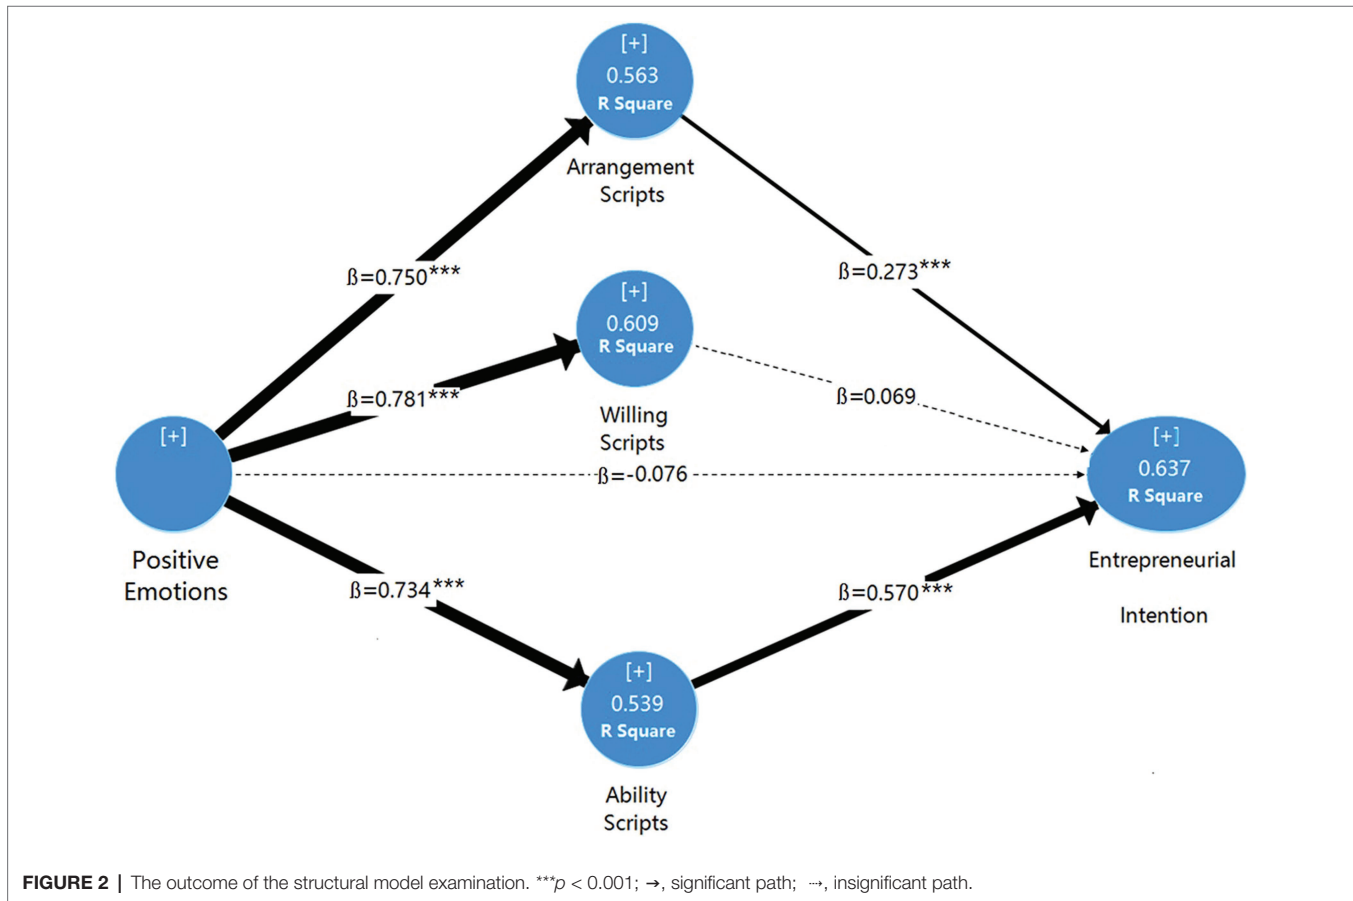 [+]
0.563
R Square
Arrangement
Scripts
ß=0.750***
ß=0.273***
[+]
0.609
R Square
ß=0.781***
ß=0.069
Willing
Scripts
[+]
[+]
0.637
R Square
ß=-0.076
Positive
Emotions
Entrepreneurial
Intention
ß=0.734***
ß=0.570***
[+]
0.539
R Square
Ability
Scripts
FIGURE 2 | The outcome of the structural model examination. ***p < 0.001; →, significant path; ⇢, insignificant path.